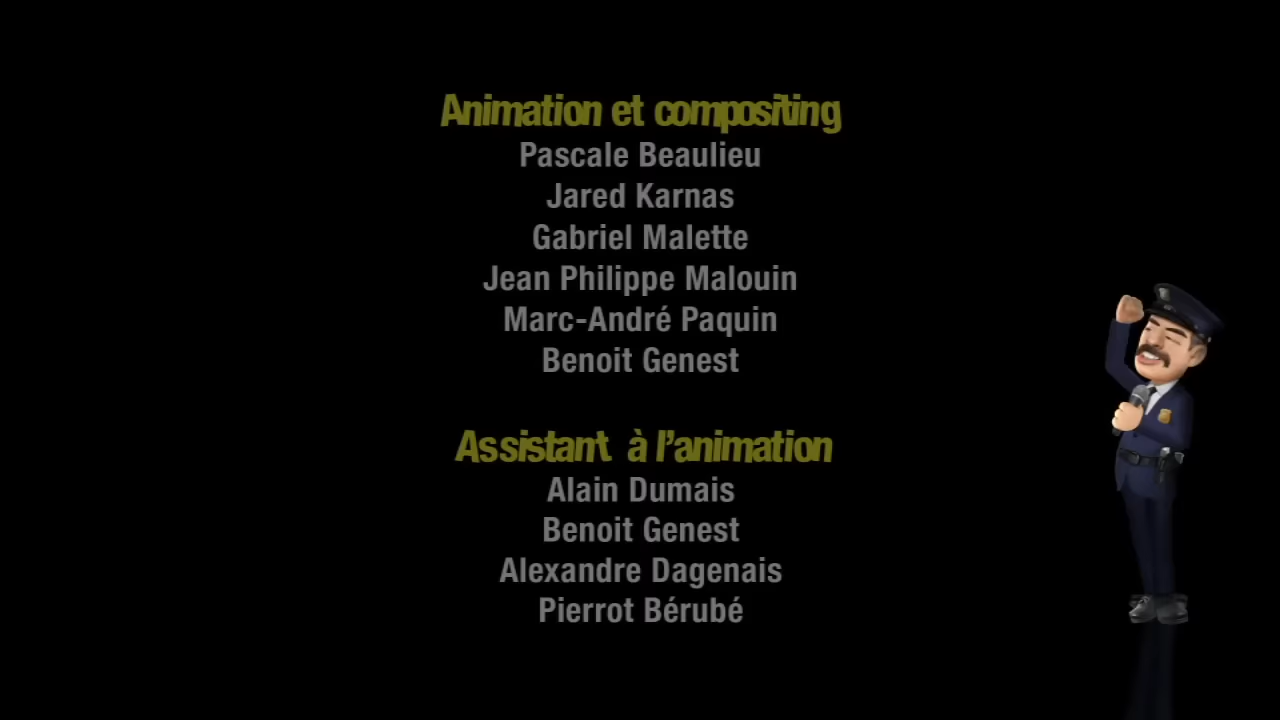 Animation et compositing
Pascale Beaulieu
Jared Karnas
Gabriel Malette
Jean Philippe Malouin
Marc-André Paquin
Benoit Genest
Assistant à l'animation
Alain Dumais
Benoit Genest
Alexandre Dagenais
Pierrot Bérubé